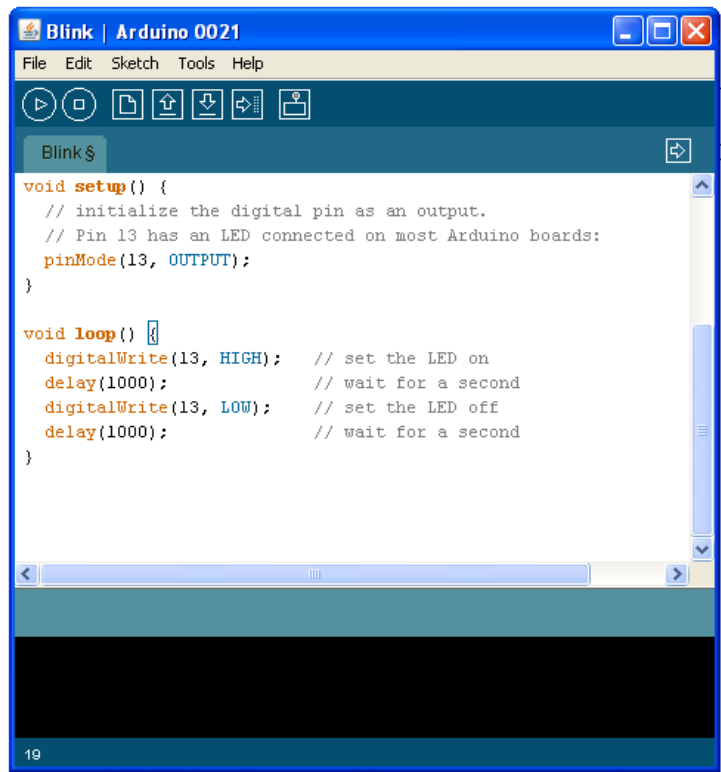 Blink | Arduino 0021
File Edit Sketch Tools Help
Blink §
void setup() {
  // initialize the digital pin as an output.
  // Pin 13 has an LED connected on most Arduino boards:
  pinMode(13, OUTPUT);
}
void loop() {
  digitalWrite(13, HIGH);   // set the LED on
  delay(1000);              // wait for a second
  digitalWrite(13, LOW);    // set the LED off
  delay(1000);              // wait for a second
}
19